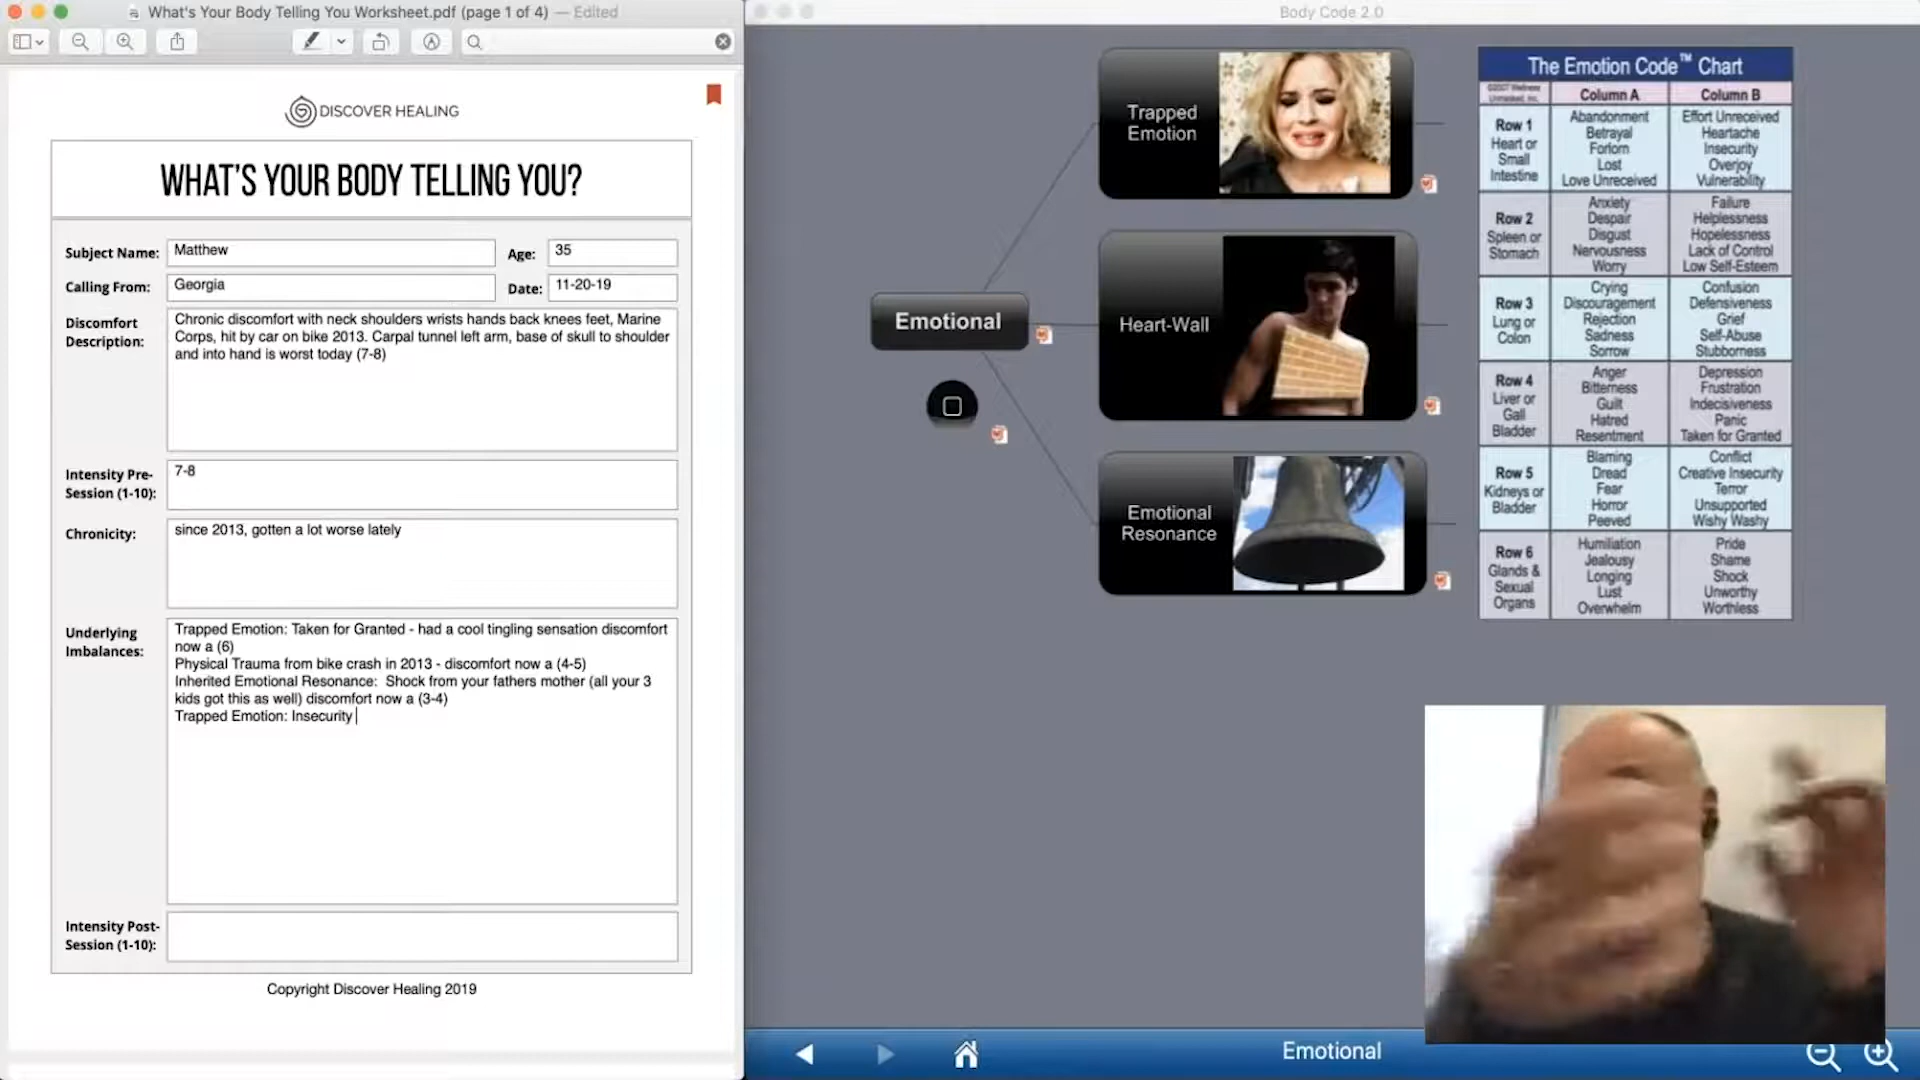 What's Your Body Telling You Worksheet.pdf (page 1 of 4) — Edited
DISCOVER HEALING
WHAT'S YOUR BODY TELLING YOU?
Subject Name: Matthew Age: 35
Calling From: Georgia Date: 11-20-19
Discomfort Description:
Chronic discomfort with neck shoulders wrists hands back knees feet, Marine
Corps, hit by car on bike 2013. Carpal tunnel left arm, base of skull to shoulder
and into hand is worst today (7-8)
Intensity Pre-Session (1-10): 7-8
Chronicity: since 2013, gotten a lot worse lately
Underlying Imbalances:
Trapped Emotion: Taken for Granted - had a cool tingling sensation discomfort
now a (6)
Physical Trauma from bike crash in 2013 - discomfort now a (4-5)
Inherited Emotional Resonance: Shock from your fathers mother (all your 3
kids got this as well) discomfort now a (3-4)
Trapped Emotion: Insecurity
Intensity Post-Session (1-10):
Copyright Discover Healing 2019
Body Code 2.0
Emotional
Trapped
Emotion
Heart-Wall
Emotional
Resonance
The Emotion Code™ Chart
©2007 Wellness Unmasked, Inc.
Column A
Column B
Row 1
Heart or
Small
Intestine
Abandonment
Betrayal
Forlorn
Lost
Love Unreceived
Effort Unreceived
Heartache
Insecurity
Overjoy
Vulnerability
Row 2
Spleen or
Stomach
Anxiety
Despair
Disgust
Nervousness
Worry
Failure
Helplessness
Hopelessness
Lack of Control
Low Self-Esteem
Row 3
Lung or
Colon
Crying
Discouragement
Rejection
Sadness
Sorrow
Confusion
Defensiveness
Grief
Self-Abuse
Stubborness
Row 4
Liver or
Gall
Bladder
Anger
Bitterness
Guilt
Hatred
Resentment
Depression
Frustration
Indecisiveness
Panic
Taken for Granted
Row 5
Kidneys or
Bladder
Blaming
Dread
Fear
Horror
Peeved
Conflict
Creative Insecurity
Terror
Unsupported
Wishy Washy
Row 6
Glands &
Sexual
Organs
Humiliation
Jealousy
Longing
Lust
Overwhelm
Pride
Shame
Shock
Unworthy
Worthless
Emotional